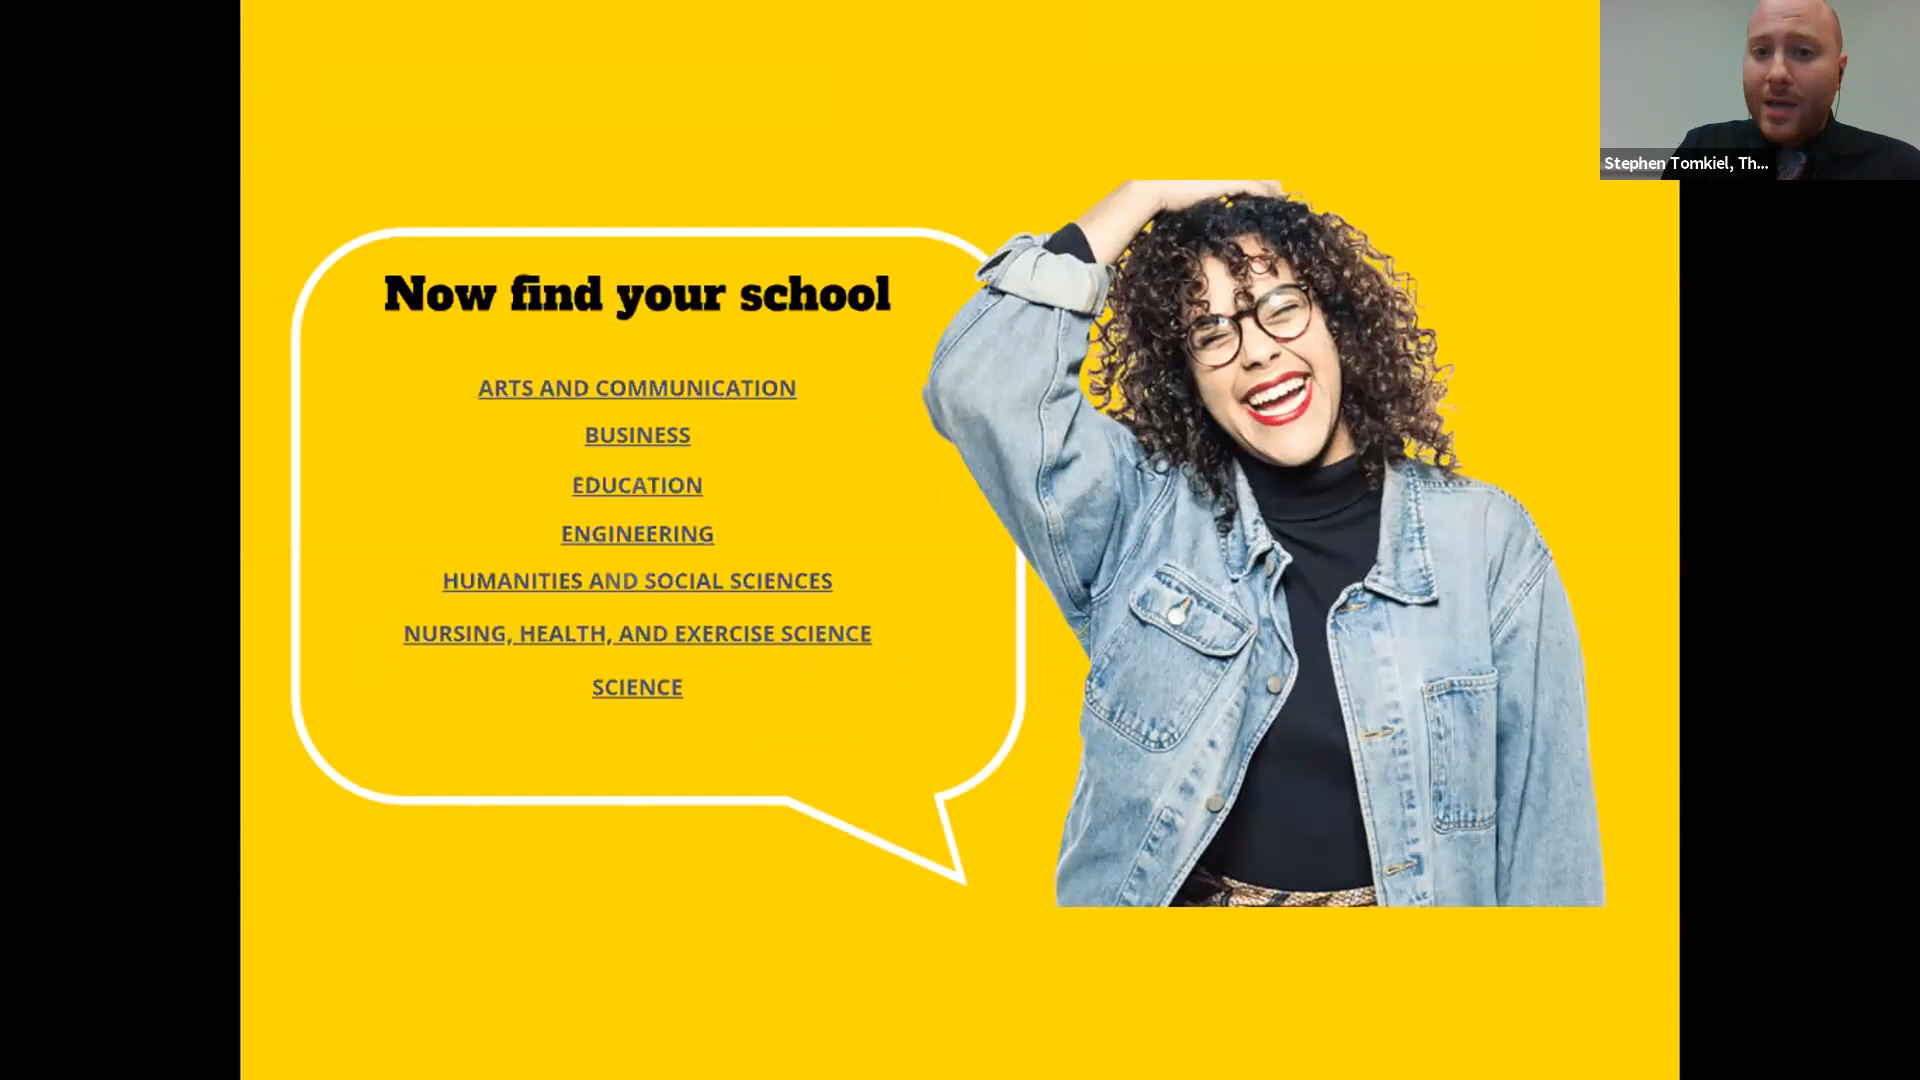 Now find your school
ARTS AND COMMUNICATION
BUSINESS
EDUCATION
ENGINEERING
HUMANITIES AND SOCIAL SCIENCES
NURSING, HEALTH, AND EXERCISE SCIENCE
SCIENCE
Stephen Tomkiel, Th...